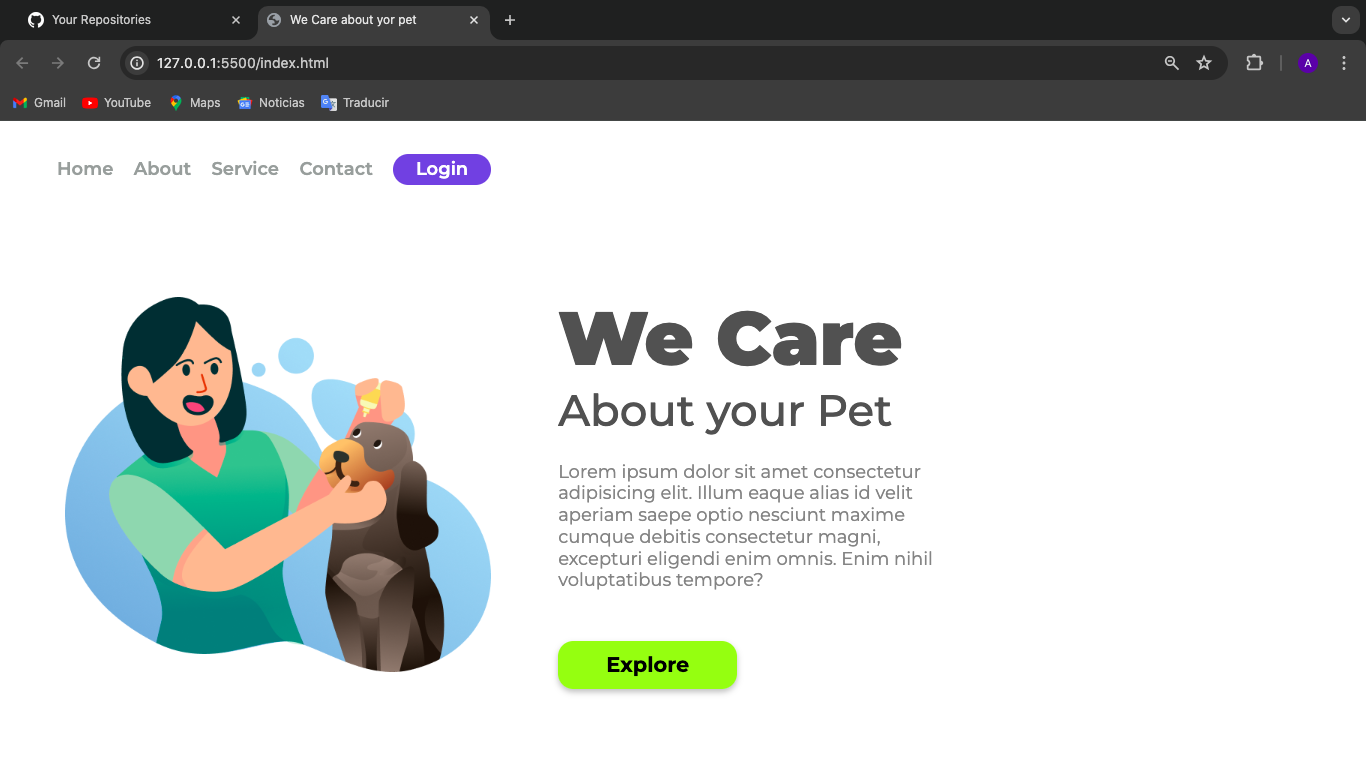 Your Repositories
We Care about yor pet
127.0.0.1:5500/index.html
A
Gmail YouTube Maps Noticias Traducir
Home About Service Contact Login
We Care
About your Pet
Lorem ipsum dolor sit amet consectetur
adipisicing elit. Illum eaque alias id velit
aperiam saepe optio nesciunt maxime
cumque debitis consectetur magni,
excepturi eligendi enim omnis. Enim nihil
voluptatibus tempore?
Explore